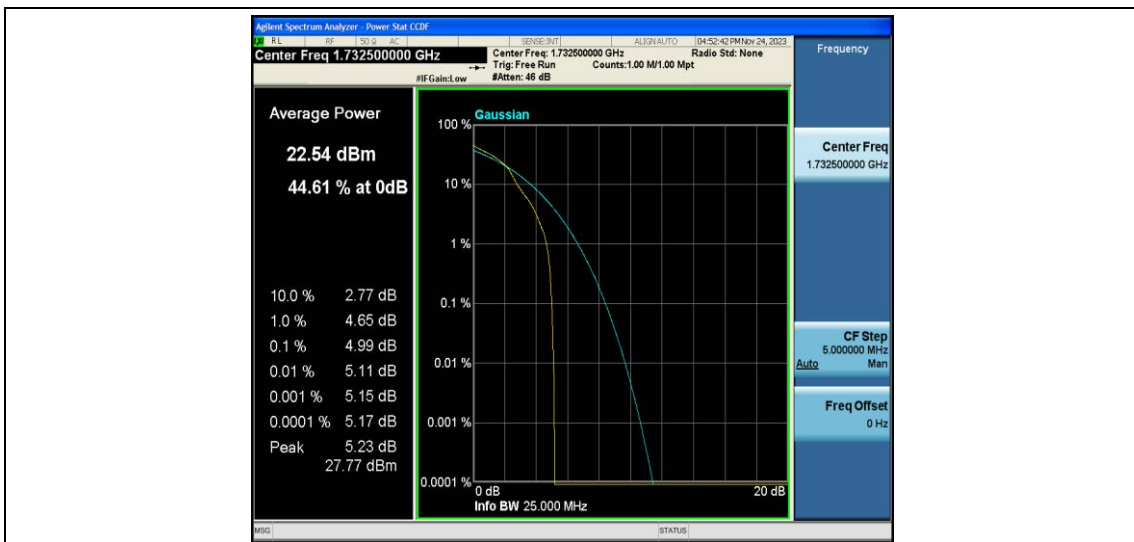 Agilent Spectrum Analyzer - Power Stat CCDF
RL RF 50 Ω AC SENSE:INT ALIGN AUTO 04:52:42 PM Nov 24, 2023
Center Freq 1.732500000 GHz
Center Freq: 1.732500000 GHz Radio Std: None
Trig: Free Run Counts:1.00 M/1.00 Mpt
#IFGain:Low #Atten: 46 dB
Frequency
Average Power
22.54 dBm
44.61 % at 0dB
10.0 % 2.77 dB
1.0 % 4.65 dB
0.1 % 4.99 dB
0.01 % 5.11 dB
0.001 % 5.15 dB
0.0001 % 5.17 dB
Peak 5.23 dB
27.77 dBm
Gaussian
100 %
10 %
1 %
0.1 %
0.01 %
0.001 %
0.0001 %
0 dB 20 dB
Info BW 25.000 MHz
Center Freq
1.732500000 GHz
CF Step
5.000000 MHz
Auto Man
Freq Offset
0 Hz
MSG STATUS